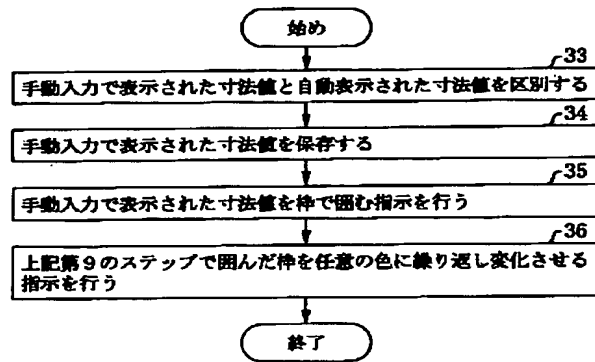 始め
33
手動入力で表示された寸法値と自動表示された寸法値を区別する
34
手動入力で表示された寸法値を保存する
35
手動入力で表示された寸法値を枠で囲む指示を行う
36
上記第9のステップで囲んだ枠を任意の色に繰り返し変化させる
指示を行う
終了